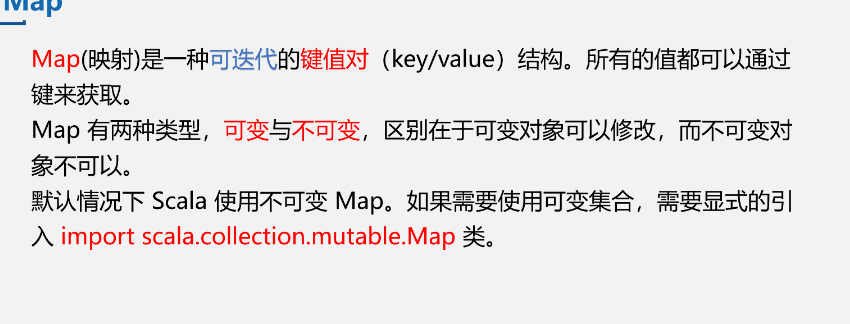 Map
Map(映射)是一种可迭代的键值对（key/value）结构。所有的值都可以通过
键来获取。
Map 有两种类型，可变与不可变，区别在于可变对象可以修改，而不可变对
象不可以。
默认情况下 Scala 使用不可变 Map。如果需要使用可变集合，需要显式的引
入 import scala.collection.mutable.Map 类。